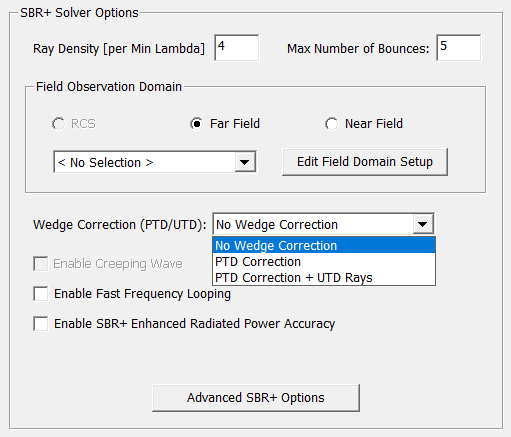 SBR+ Solver Options
Ray Density [per Min Lambda] 4 Max Number of Bounces: 5
Field Observation Domain
RCS Far Field Near Field
< No Selection > Edit Field Domain Setup
Wedge Correction (PTD/UTD): No Wedge Correction
No Wedge Correction
Enable Creeping Wave PTD Correction
PTD Correction + UTD Rays
Enable Fast Frequency Looping
Enable SBR+ Enhanced Radiated Power Accuracy
Advanced SBR+ Options